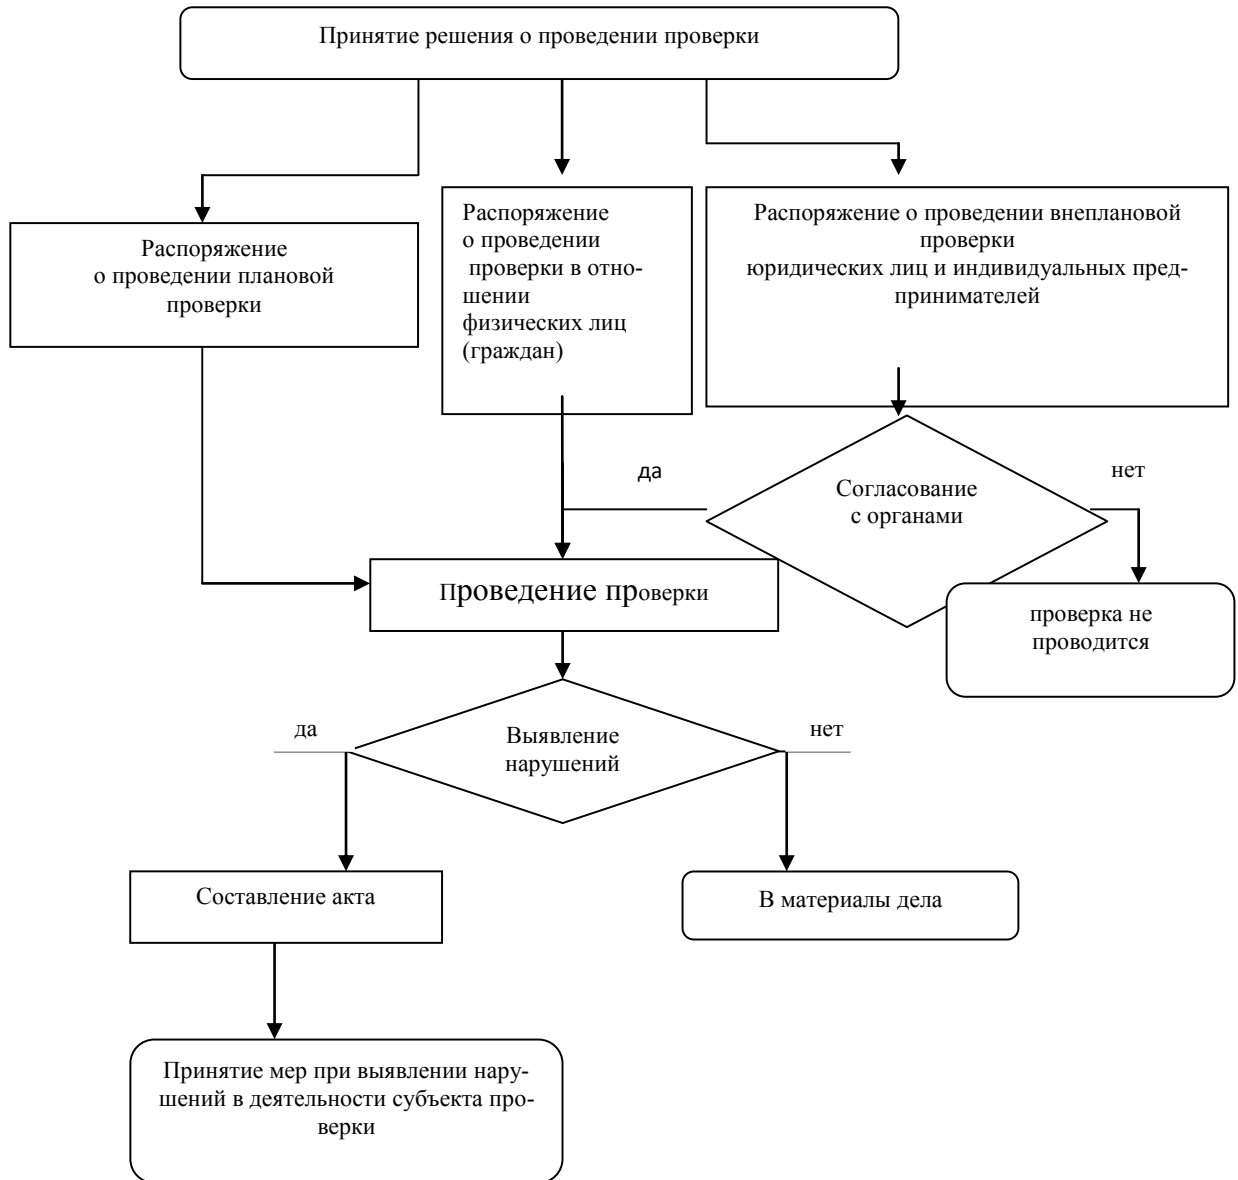 Принятие решения о проведении проверки
Распоряжение
о проведении плановой
проверки
Распоряжение
о проведении
проверки в отно-
шении
физических лиц
(граждан)
Распоряжение о проведении внеплановой
проверки
юридических лиц и индивидуальных пред-
принимателей
да
Согласование
с органами
нет
Проведение проверки
проверка не
проводится
да
Выявление
нарушений
нет
Составление акта
В материалы дела
Принятие мер при выявлении нару-
шений в деятельности субъекта про-
верки